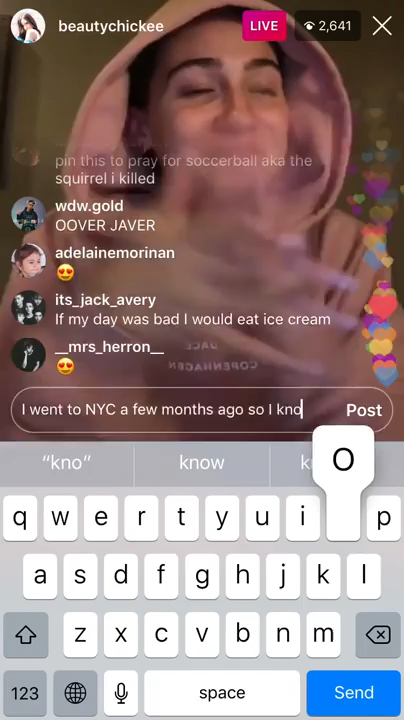 beautychickee
LIVE
2,641
pin this to pray for soccerball aka the
squirrel i killed
wdw.gold
OOVER JAVER
adelainemorinan
😍
its_jack_avery
If my day was bad I would eat ice cream
__mrs_herron__
😍
COPENHAGEN
I went to NYC a few months ago so I kno
Post
“kno”
know
O
q w e r t y u i p
a s d f g h j k l
z x c v b n m
123
space
Send